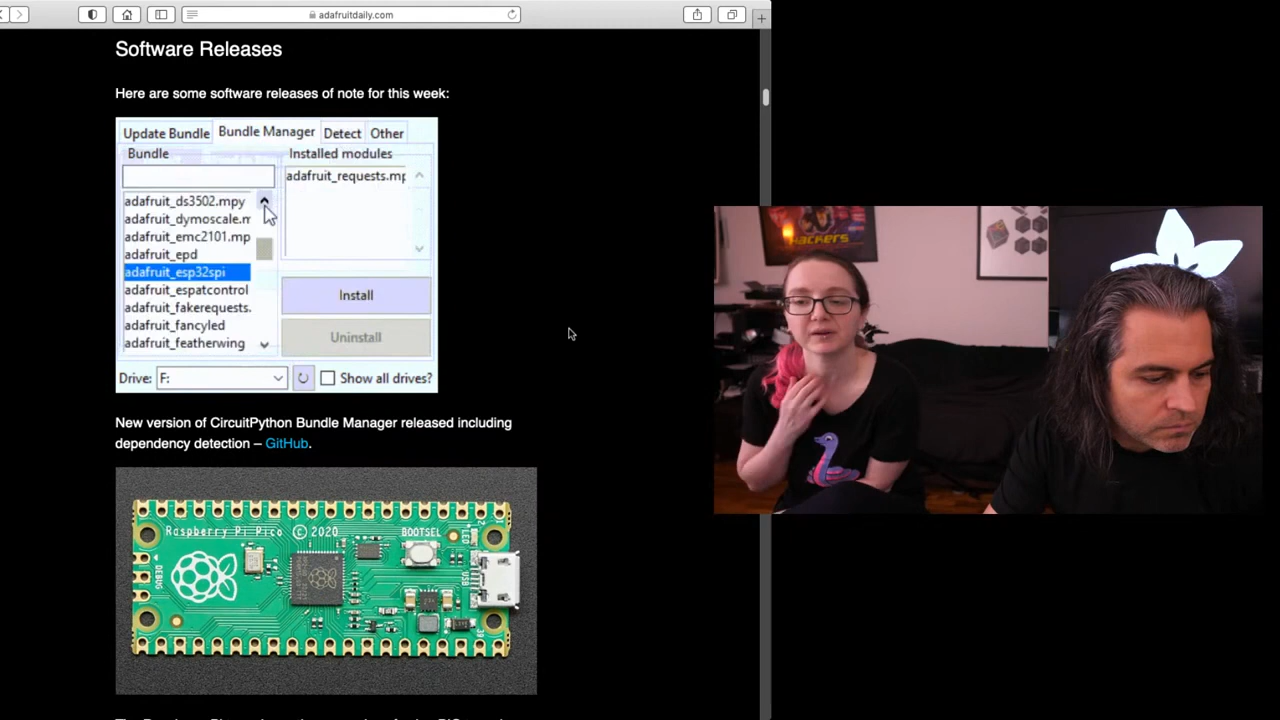 adafruitdaily.com
Software Releases
Here are some software releases of note for this week:
Update Bundle Bundle Manager Detect Other
Bundle Installed modules
adafruit_requests.mp
adafruit_ds3502.mpy
adafruit_dymoscale.m
adafruit_emc2101.mp
adafruit_epd
adafruit_esp32spi
adafruit_espatcontrol
adafruit_fakerequests.
adafruit_fancyled
adafruit_featherwing
Install
Uninstall
Drive: F: Show all drives?
New version of CircuitPython Bundle Manager released including
dependency detection – GitHub.
Raspberry Pi Pico © 2020 BOOTSEL
LED
USB
DEBUG
2
1
39
HACKERS